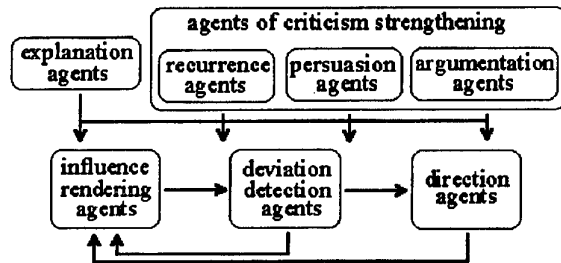 agents of criticism strengthening
explanation
agents
recurrence
agents
persuasion
agents
argumentation
agents
influence
rendering
agents
deviation
detection
agents
direction
agents